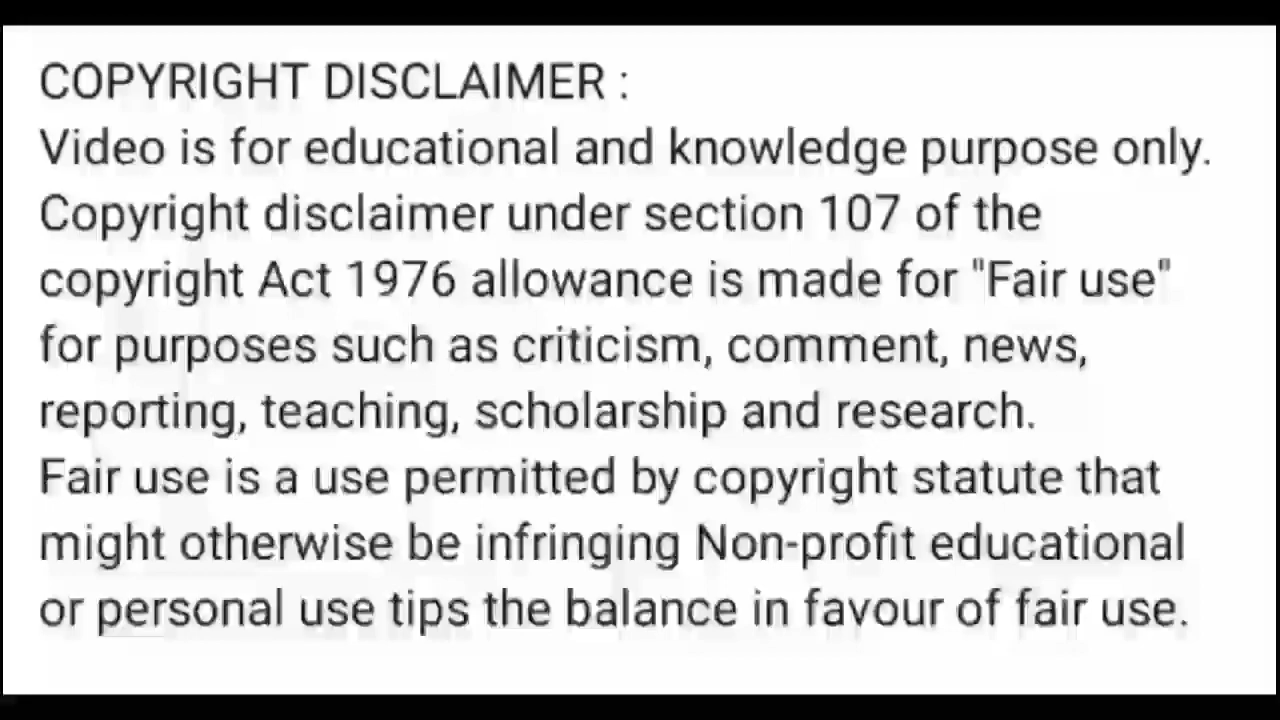 COPYRIGHT DISCLAIMER :
Video is for educational and knowledge purpose only.
Copyright disclaimer under section 107 of the
copyright Act 1976 allowance is made for "Fair use"
for purposes such as criticism, comment, news,
reporting, teaching, scholarship and research.
Fair use is a use permitted by copyright statute that
might otherwise be infringing Non-profit educational
or personal use tips the balance in favour of fair use.